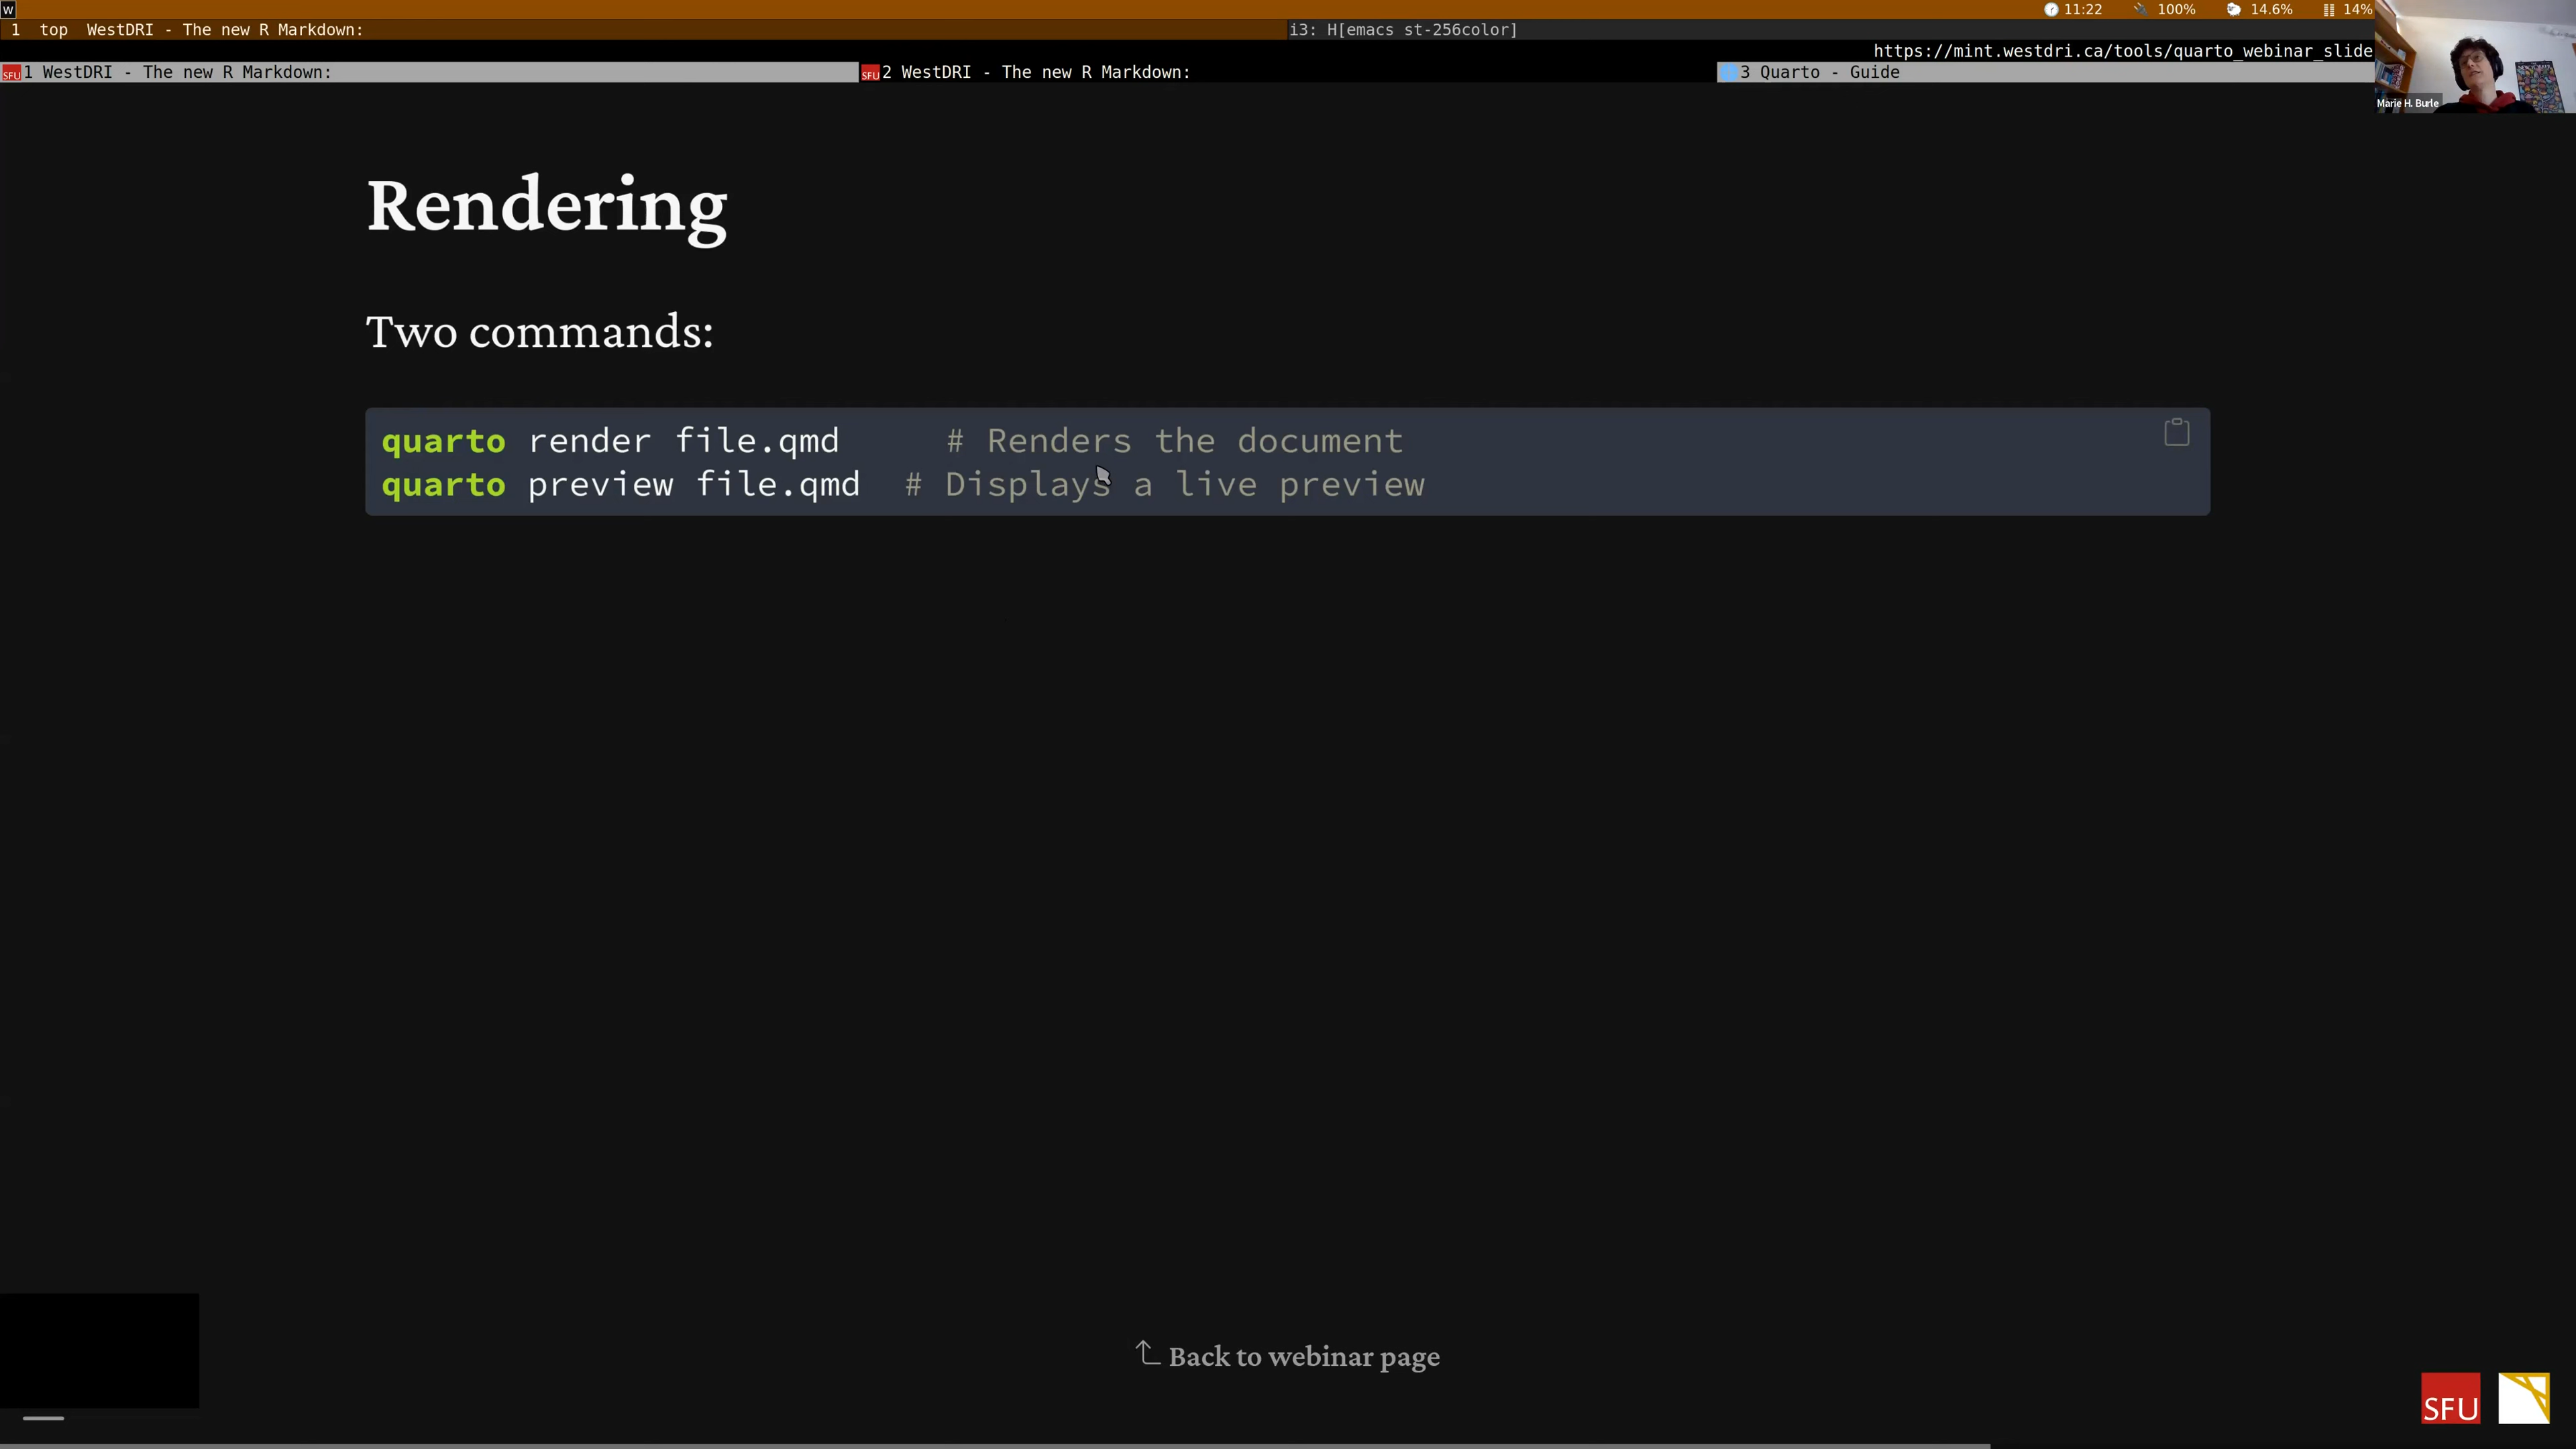 W
11:22 100% 14.6% 14%
1 top WestDRI - The new R Markdown:
i3: H[emacs st-256color]
https://mint.westdri.ca/tools/quarto_webinar_slide
SFU 1 WestDRI - The new R Markdown:
SFU 2 WestDRI - The new R Markdown:
3 Quarto - Guide
Marie H. Burle
Rendering
Two commands:
quarto render file.qmd # Renders the document
quarto preview file.qmd # Displays a live preview
Back to webinar page
SFU